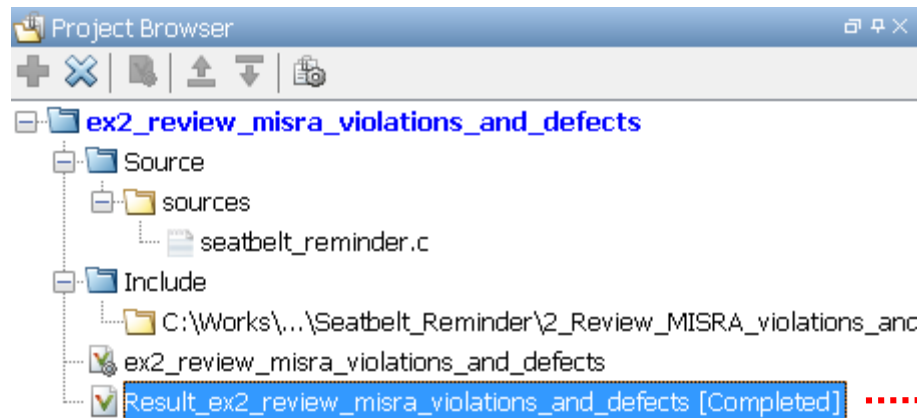 Project Browser
ex2_review_misra_violations_and_defects
Source
sources
seatbelt_reminder.c
Include
C:\Works\...\Seatbelt_Reminder\2_Review_MISRA_violations_and
ex2_review_misra_violations_and_defects
Result_ex2_review_misra_violations_and_defects [Completed]